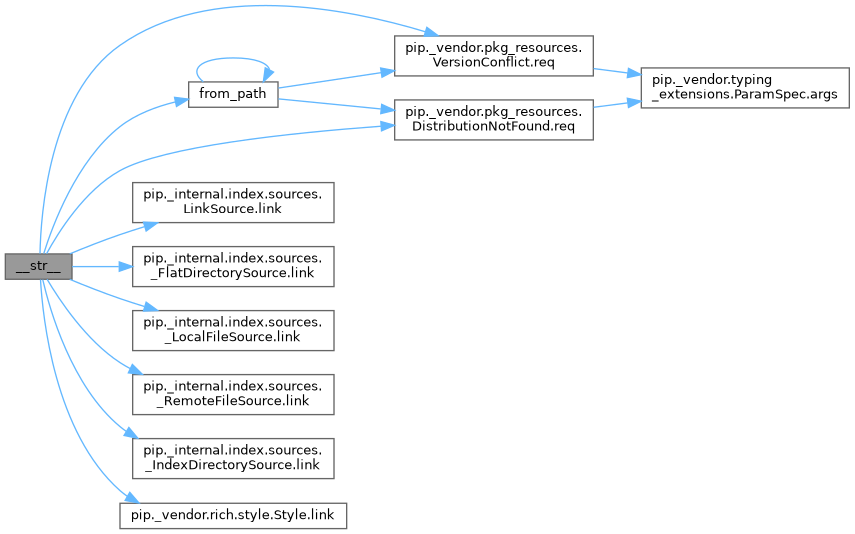 pip._vendor.pkg_resources.
VersionConflict.req
pip._vendor.typing
_extensions.ParamSpec.args
from_path
pip._vendor.pkg_resources.
DistributionNotFound.req
pip._internal.index.sources.
LinkSource.link
__str__
pip._internal.index.sources.
_FlatDirectorySource.link
pip._internal.index.sources.
_LocalFileSource.link
pip._internal.index.sources.
_RemoteFileSource.link
pip._internal.index.sources.
_IndexDirectorySource.link
pip._vendor.rich.style.Style.link